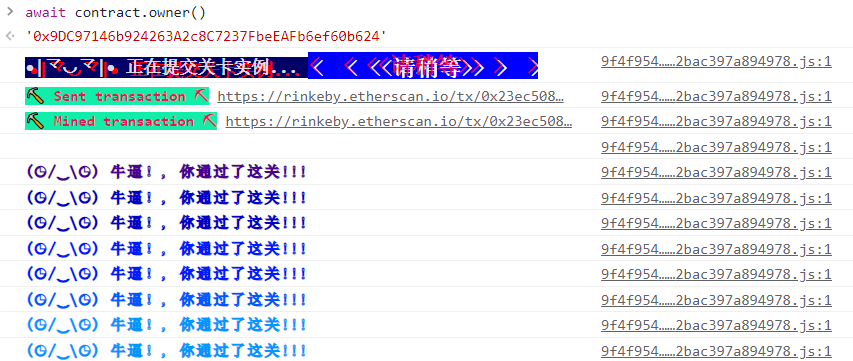 > await contract.owner()
< '0x9DC97146b924263A2c8C7237FbeEAFb6ef60b624'
•|龴◡龴|• 正在提交关卡实例.... < < <<请稍等>> > > 9f4f954……2bac397a894978.js:1
⛏ Sent transaction ⛏ https://rinkeby.etherscan.io/tx/0x23ec508… 9f4f954……2bac397a894978.js:1
⛏ Mined transaction ⛏ https://rinkeby.etherscan.io/tx/0x23ec508… 9f4f954……2bac397a894978.js:1
9f4f954……2bac397a894978.js:1
(◕/‿\◕) 牛逼!, 你通过了这关!!! 9f4f954……2bac397a894978.js:1
(◕/‿\◕) 牛逼!, 你通过了这关!!! 9f4f954……2bac397a894978.js:1
(◕/‿\◕) 牛逼!, 你通过了这关!!! 9f4f954……2bac397a894978.js:1
(◕/‿\◕) 牛逼!, 你通过了这关!!! 9f4f954……2bac397a894978.js:1
(◕/‿\◕) 牛逼!, 你通过了这关!!! 9f4f954……2bac397a894978.js:1
(◕/‿\◕) 牛逼!, 你通过了这关!!! 9f4f954……2bac397a894978.js:1
(◕/‿\◕) 牛逼!, 你通过了这关!!! 9f4f954……2bac397a894978.js:1
(◕/‿\◕) 牛逼!, 你通过了这关!!! 9f4f954……2bac397a894978.js:1